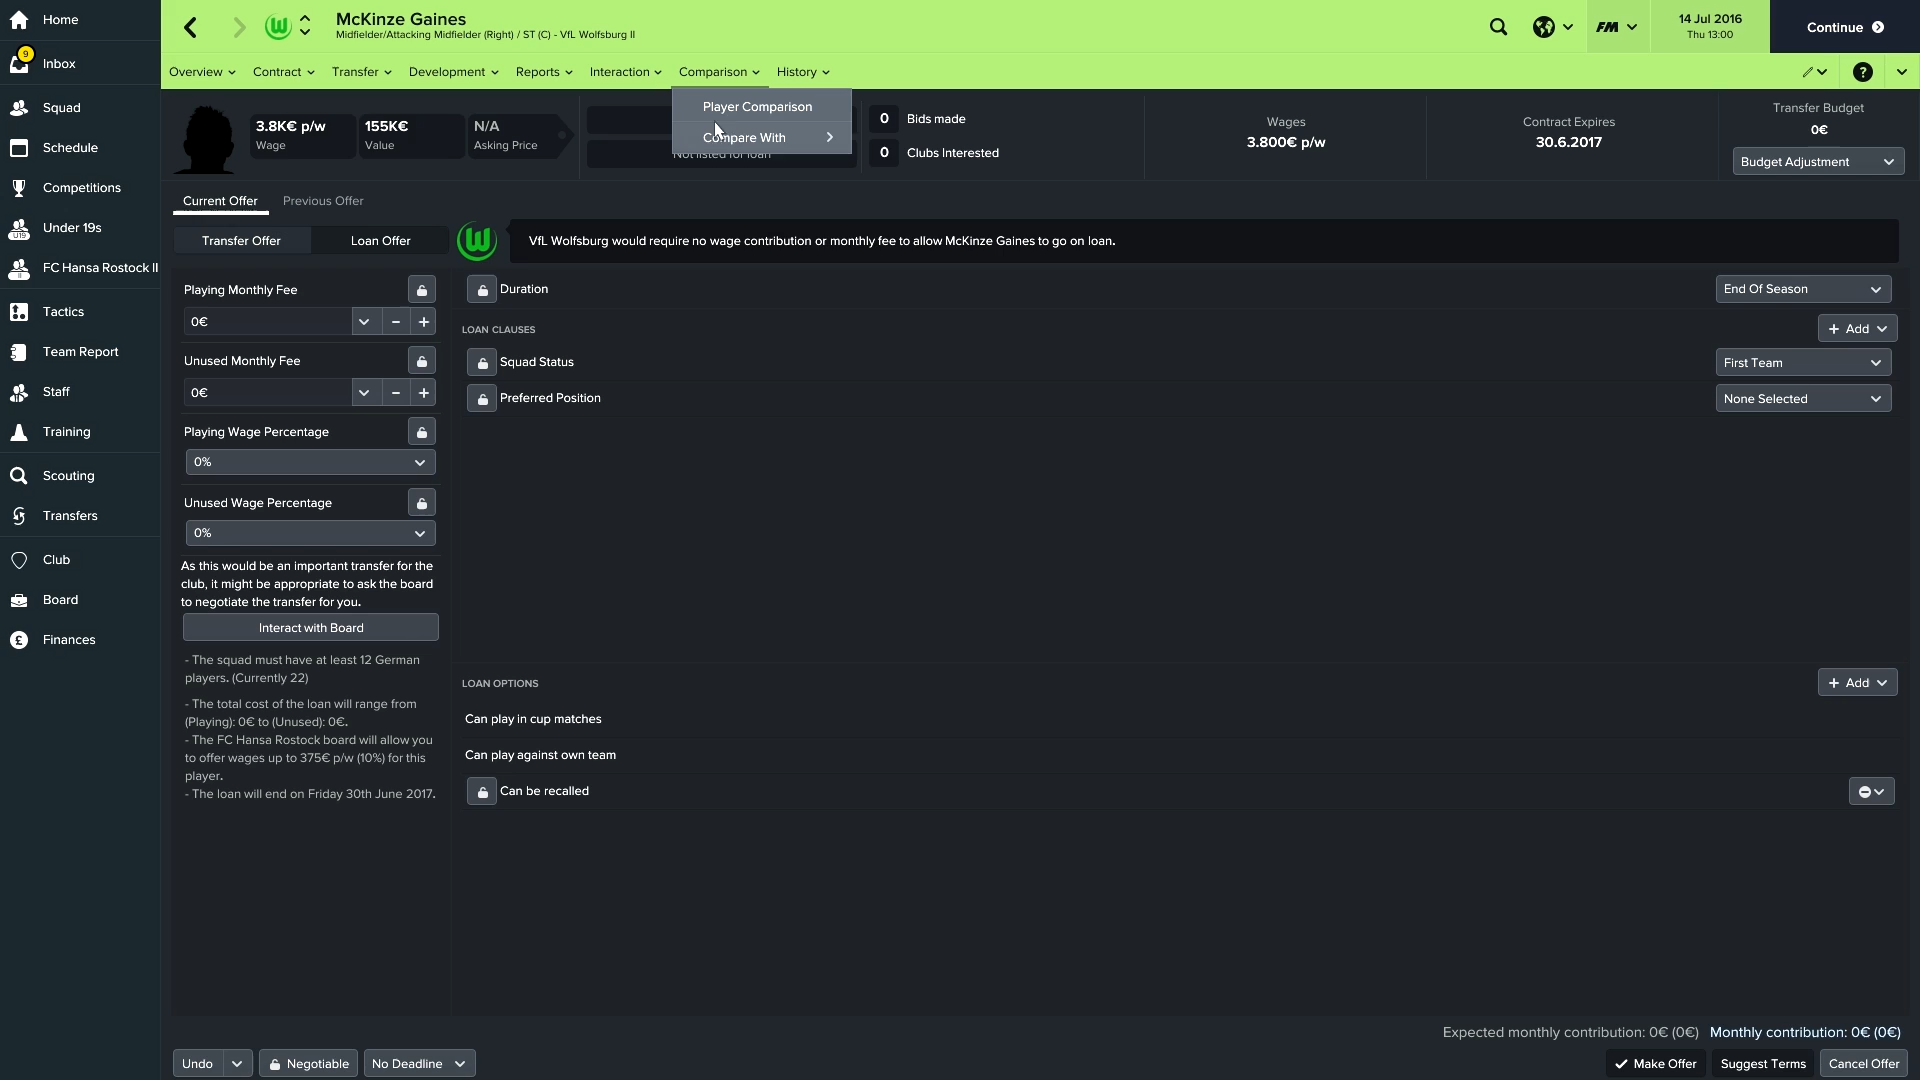 Home
9
Inbox
Squad
Schedule
Competitions
Under 19s
U19
FC Hansa Rostock II
II
Tactics
Team Report
Staff
Training
Scouting
Transfers
Club
Board
£
Finances
McKinze Gaines
Midfielder/Attacking Midfielder (Right) / ST (C) - VfL Wolfsburg II
FM
14 Jul 2016
Thu 13:00
Continue
Overview
Contract
Transfer
Development
Reports
Interaction
Comparison
History
?
Player Comparison
Compare With
3.8K€ p/w
Wage
155K€
Value
N/A
Asking Price
Not listed for loan
0 Bids made
0 Clubs Interested
Wages
3.800€ p/w
Contract Expires
30.6.2017
Transfer Budget
0€
Budget Adjustment
Current Offer
Previous Offer
Transfer Offer
Loan Offer
VfL Wolfsburg would require no wage contribution or monthly fee to allow McKinze Gaines to go on loan.
Playing Monthly Fee
0€
Unused Monthly Fee
0€
Playing Wage Percentage
0%
Unused Wage Percentage
0%
As this would be an important transfer for the
club, it might be appropriate to ask the board
to negotiate the transfer for you.
Interact with Board
- The squad must have at least 12 German
players. (Currently 22)
- The total cost of the loan will range from
(Playing): 0€ to (Unused): 0€.
- The FC Hansa Rostock board will allow you
to offer wages up to 375€ p/w (10%) for this
player.
- The loan will end on Friday 30th June 2017.
Duration
End Of Season
LOAN CLAUSES
+ Add
Squad Status
First Team
Preferred Position
None Selected
LOAN OPTIONS
+ Add
Can play in cup matches
Can play against own team
Can be recalled
Expected monthly contribution: 0€ (0€) Monthly contribution: 0€ (0€)
Undo
Negotiable
No Deadline
Make Offer
Suggest Terms
Cancel Offer